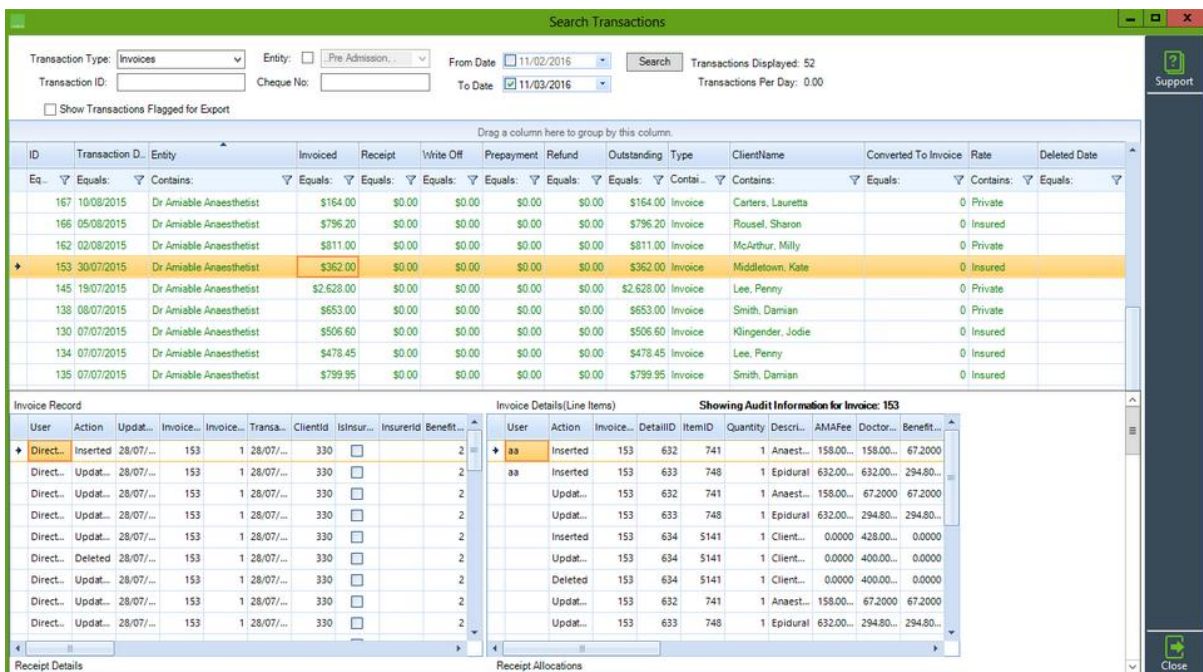 Search Transactions
Transaction Type: Invoices Entity: ..Pre Admission, . From Date 11/02/2016 Search Transactions Displayed: 52
Support
Transaction ID: Cheque No: To Date 11/03/2016 Transactions Per Day: 0.00
Show Transactions Flagged for Export
Drag a column here to group by this column.
ID Transaction D... Entity Invoiced Receipt Write Off Prepayment Refund Outstanding Type ClientName Converted To Invoice Rate Deleted Date
Eq... Equals: Contains: Equals: Equals: Equals: Equals: Equals: Equals: Contai... Contains: Equals: Contains: Equals:
167 10/08/2015 Dr Amiable Anaesthetist $164.00 $0.00 $0.00 $0.00 $0.00 $164.00 Invoice Carters, Lauretta 0 Private
166 05/08/2015 Dr Amiable Anaesthetist $796.20 $0.00 $0.00 $0.00 $0.00 $796.20 Invoice Rousel, Sharon 0 Insured
162 02/08/2015 Dr Amiable Anaesthetist $811.00 $0.00 $0.00 $0.00 $0.00 $811.00 Invoice McArthur, Milly 0 Private
153 30/07/2015 Dr Amiable Anaesthetist $362.00 $0.00 $0.00 $0.00 $0.00 $362.00 Invoice Middletown, Kate 0 Insured
145 19/07/2015 Dr Amiable Anaesthetist $2,628.00 $0.00 $0.00 $0.00 $0.00 $2,628.00 Invoice Lee, Penny 0 Private
138 08/07/2015 Dr Amiable Anaesthetist $653.00 $0.00 $0.00 $0.00 $0.00 $653.00 Invoice Smith, Damian 0 Private
130 07/07/2015 Dr Amiable Anaesthetist $506.60 $0.00 $0.00 $0.00 $0.00 $506.60 Invoice Klingender, Jodie 0 Insured
134 07/07/2015 Dr Amiable Anaesthetist $478.45 $0.00 $0.00 $0.00 $0.00 $478.45 Invoice Lee, Penny 0 Insured
135 07/07/2015 Dr Amiable Anaesthetist $799.95 $0.00 $0.00 $0.00 $0.00 $799.95 Invoice Smith, Damian 0 Insured
Invoice Record Invoice Details(Line Items) Showing Audit Information for Invoice: 153
User Action Updat... Invoice... Invoice... Transa... ClientId IsInsur... InsurerId Benefit... User Action Invoice... DetailID ItemID Quantity Descri... AMAFee Doctor... Benefit...
Direct... Inserted 28/07/... 153 1 28/07/... 330 2 aa Inserted 153 632 741 1 Anaest... 158.00... 158.00... 67.2000
Direct... Updat... 28/07/... 153 1 28/07/... 330 2 aa Inserted 153 633 748 1 Epidural 632.00... 632.00... 294.80...
Direct... Updat... 28/07/... 153 1 28/07/... 330 2 Updat... 153 632 741 1 Anaest... 158.00... 67.2000 67.2000
Direct... Updat... 28/07/... 153 1 28/07/... 330 2 Updat... 153 633 748 1 Epidural 632.00... 294.80... 294.80...
Direct... Updat... 28/07/... 153 1 28/07/... 330 2 Inserted 153 634 5141 1 Client... 0.0000 428.00... 0.0000
Direct... Deleted 28/07/... 153 1 28/07/... 330 2 Updat... 153 634 5141 1 Client... 0.0000 400.00... 0.0000
Direct... Updat... 28/07/... 153 1 28/07/... 330 2 Deleted 153 634 5141 1 Client... 0.0000 400.00... 0.0000
Direct... Updat... 28/07/... 153 1 28/07/... 330 2 Updat... 153 632 741 1 Anaest... 158.00... 67.2000 67.2000
Direct... Updat... 28/07/... 153 1 28/07/... 330 2 Updat... 153 633 748 1 Epidural 632.00... 294.80... 294.80...
Receipt Details Receipt Allocations
Close